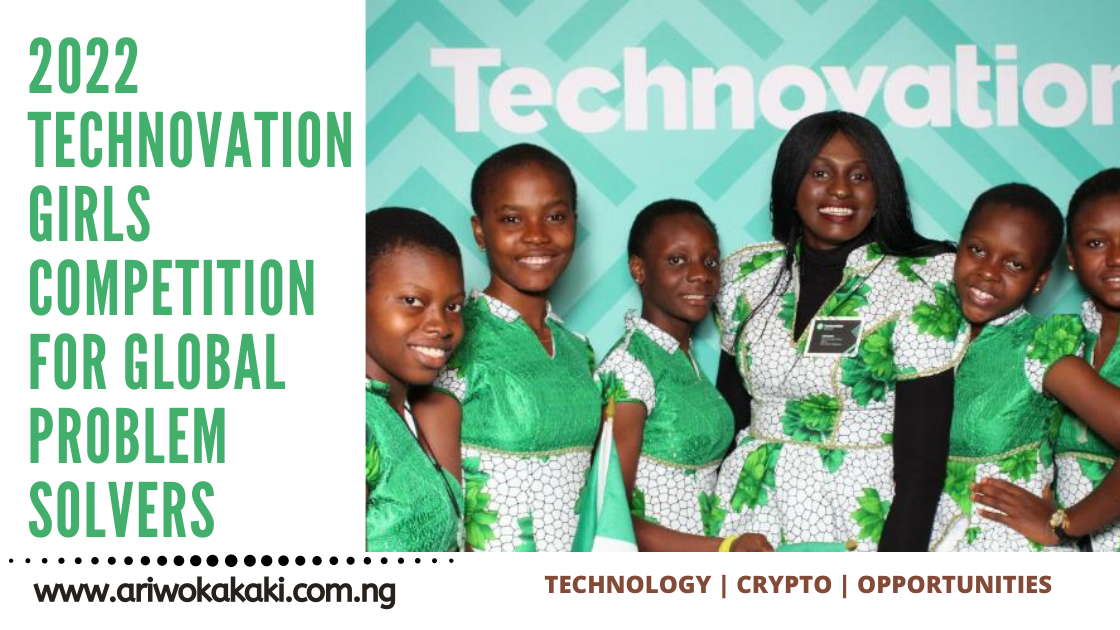 2022
TECHNOVATION
GIRLS
COMPETITION
FOR GLOBAL
PROBLEM
SOLVERS
Technovation
www.ariwokakaki.com.ng
TECHNOLOGY | CRYPTO | OPPORTUNITIES